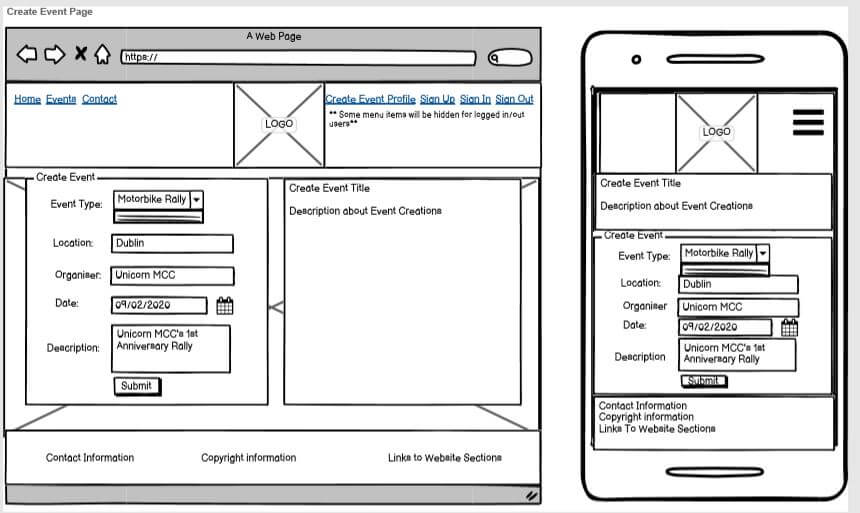 Create Event Page
A Web Page
https://
Home Events Contact
LOGO
Create Event Profile Sign Up Sign In Sign Out
** Some menu items will be hidden for logged in/out
users**
Create Event
Event Type: Motorbike Rally
Location: Dublin
Organiser: Unicorn MCC
Date: 09/02/2020
Description: Unicorn MCC's 1st
Anniversary Rally
Submit
Create Event Title
Description about Event Creations
Contact Information Copyright information Links to Website Sections
LOGO
Create Event Title
Description about Event Creations
Create Event
Event Type: Motorbike Rally
Location: Dublin
Organiser Unicorn MCC
Date: 09/02/2020
Description Unicorn MCC's 1st
Anniversary Rally
Submit
Contact Information
Copyright information
Links To Website Sections